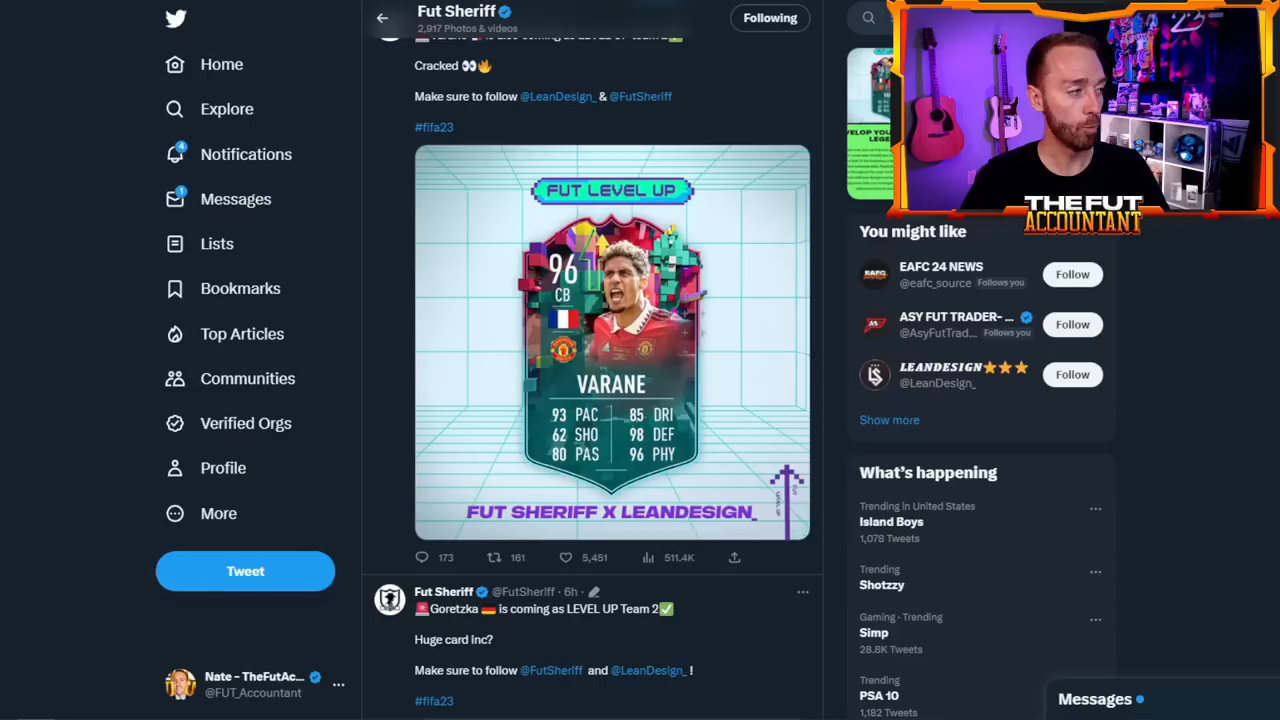 Home
Explore
4
Notifications
1
Messages
Lists
Bookmarks
Top Articles
Communities
Verified Orgs
Profile
More
Tweet
Nate - TheFutAc...
@FUT_Accountant
Fut Sheriff
2,917 Photos & videos
Following
Cracked
Make sure to follow @LeanDesign_ & @FutSheriff
#fifa23
FUT LEVEL UP
96
CB
VARANE
93 PAC 85 DRI
62 SHO 98 DEF
80 PAS 96 PHY
FUT SHERIFF X LEANDESIGN_
173
161
5,451
511.4K
Fut Sheriff @FutSheriff · 6h ·
Goretzka is coming as LEVEL UP Team 2
Huge card inc?
Make sure to follow @FutSheriff and @LeanDesign_ !
#fifa23
THE FUT
ACCOUNTANT
You might like
EAFC 24 NEWS
@eafc_source Follows you
Follow
ASY FUT TRADER- ...
@AsyFutTrad... Follows you
Follow
LEANDESIGN
@LeanDesign_
Follow
Show more
What's happening
Trending in United States
Island Boys
1,078 Tweets
Trending
Shotzzy
Gaming · Trending
Simp
28.8K Tweets
Trending
PSA 10
1,182 Tweets
Messages